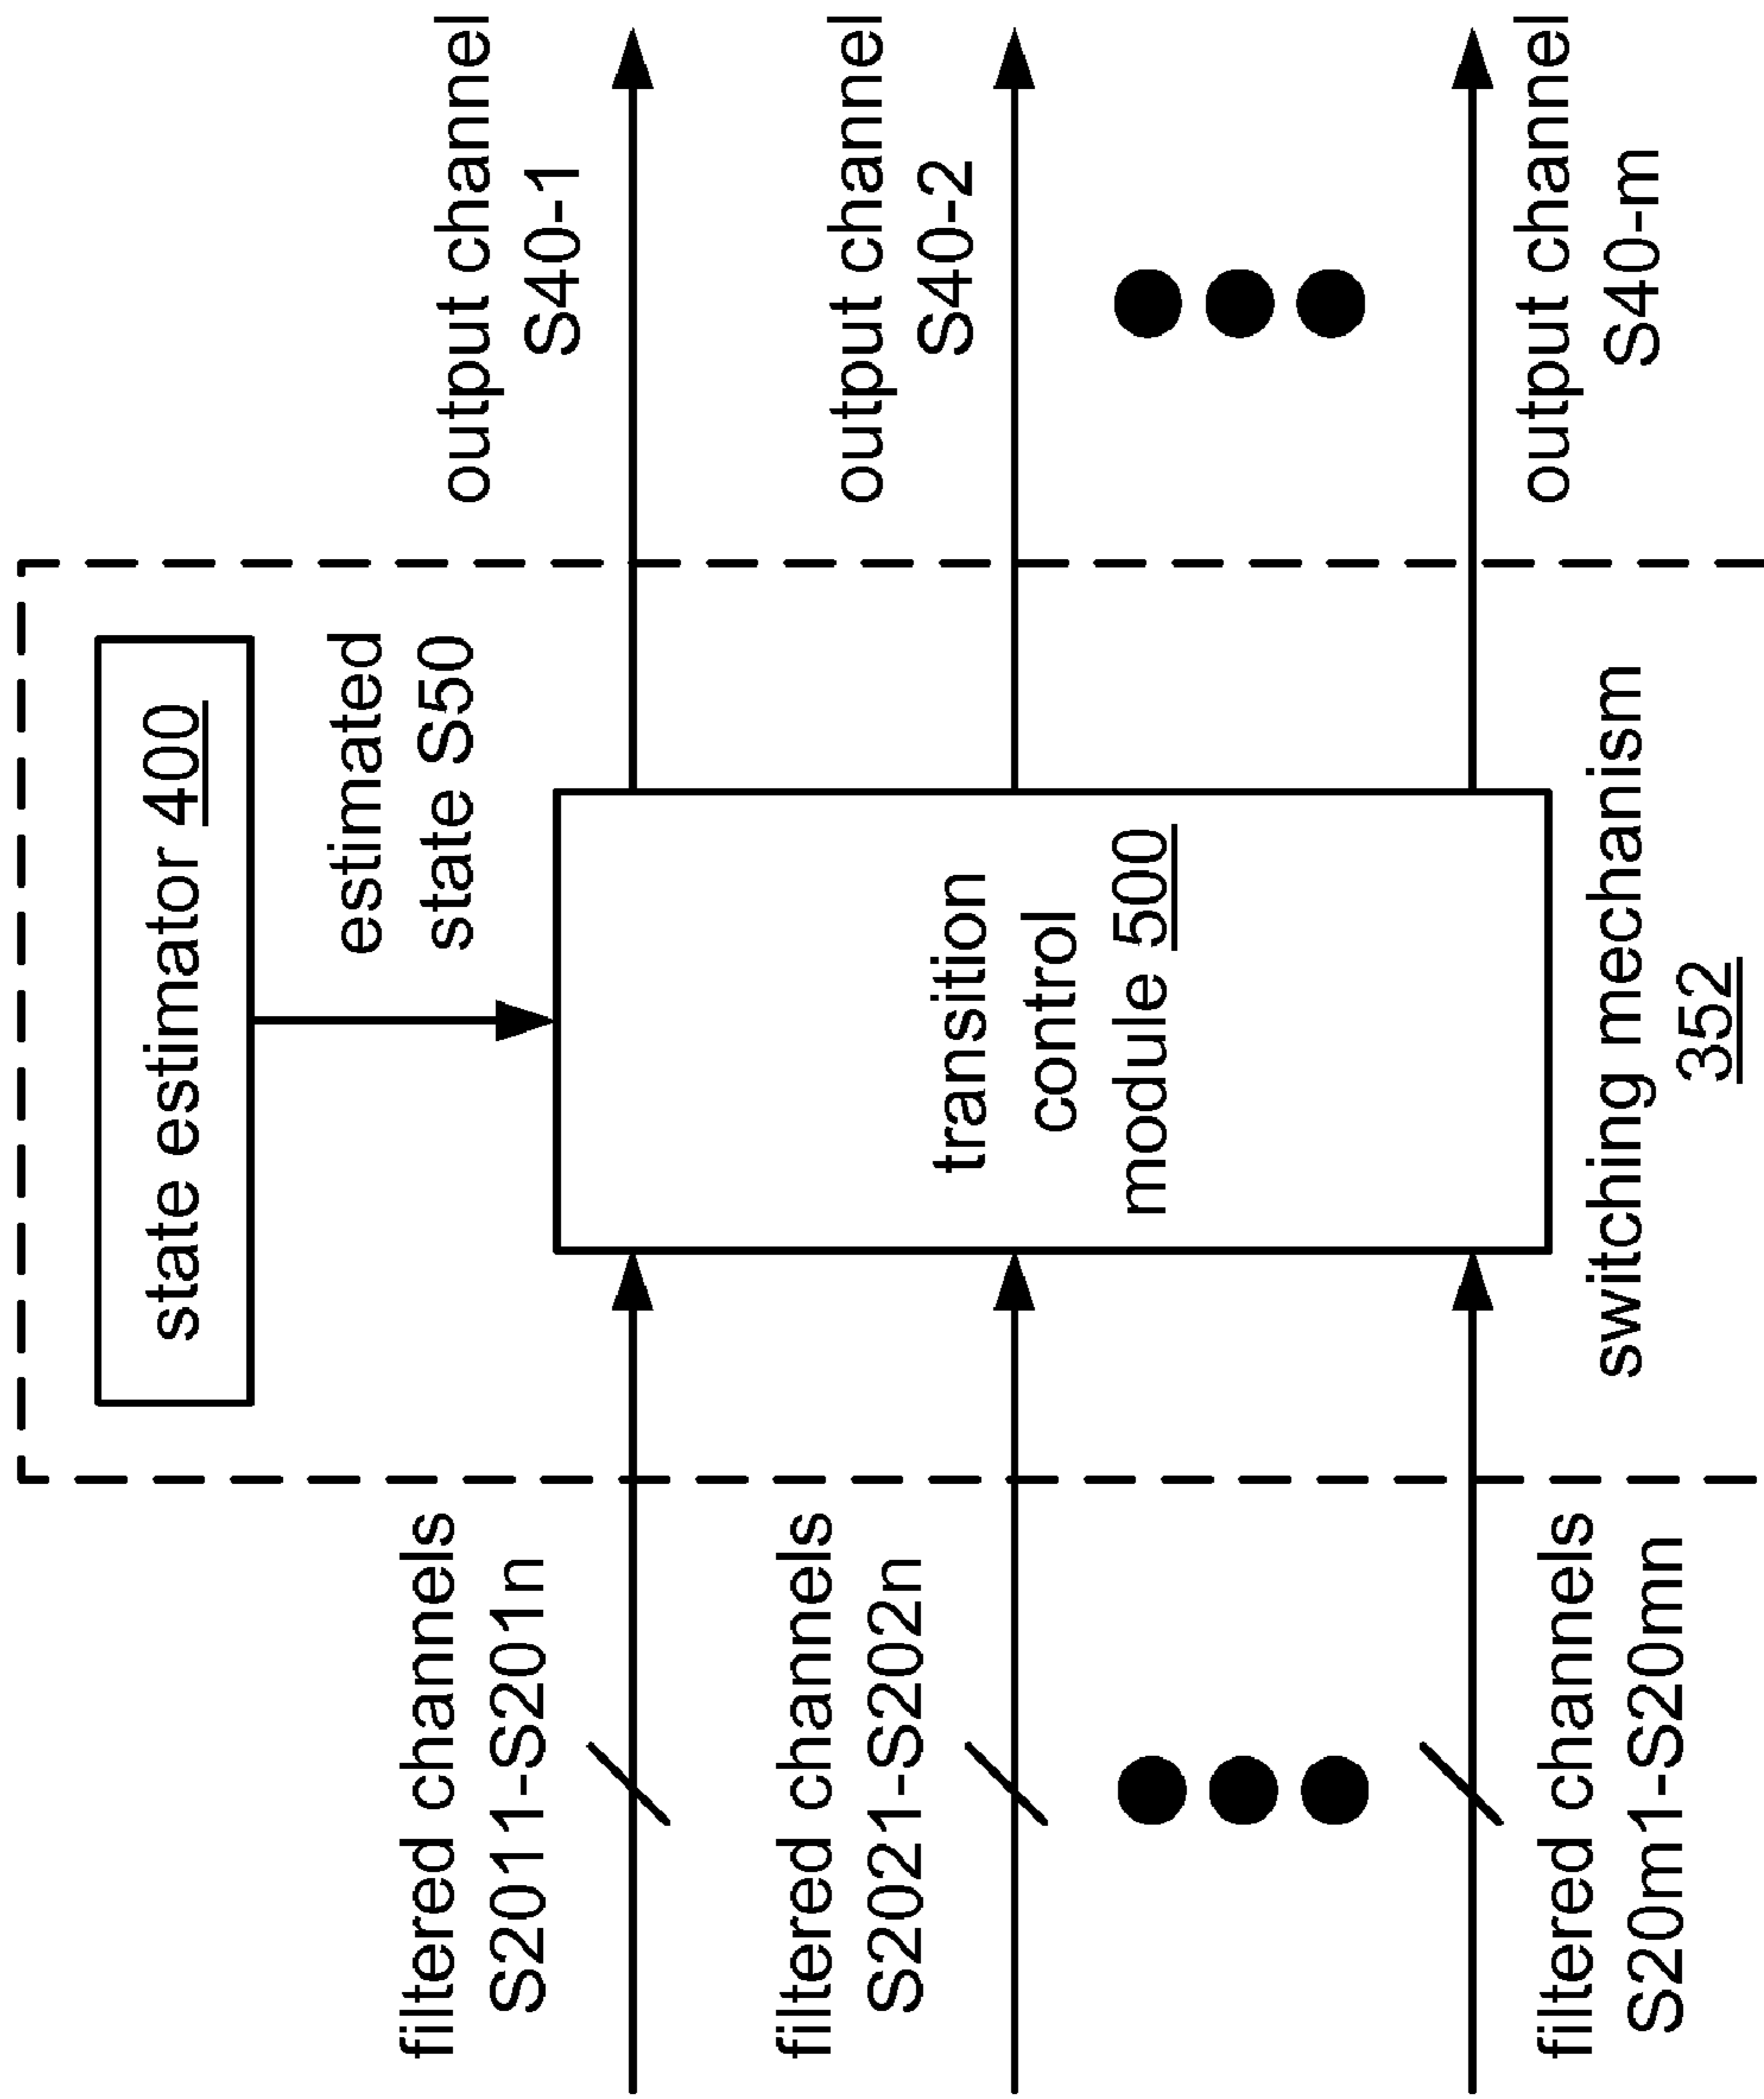 state estimator 400
estimated
state S50
filtered channels
S2011-S201n
output channel
S40-1
filtered channels
S2021-S202n
output channel
S40-2
transition
control
module 500
filtered channels
S20m1-S20mn
output channel
S40-m
switching mechanism
352